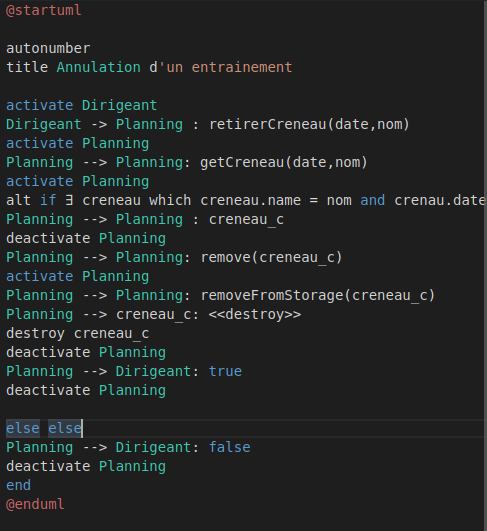 @startuml
autonumber
title Annulation d'un entrainement
activate Dirigeant
Dirigeant -> Planning : retirerCreneau(date,nom)
activate Planning
Planning --> Planning: getCreneau(date,nom)
activate Planning
alt if ∃ creneau which creneau.name = nom and crenau.date
Planning --> Planning : creneau_c
deactivate Planning
Planning --> Planning: remove(creneau_c)
activate Planning
Planning --> Planning: removeFromStorage(creneau_c)
Planning --> creneau_c: <<destroy>>
destroy creneau_c
deactivate Planning
Planning --> Dirigeant: true
deactivate Planning
else else
Planning --> Dirigeant: false
deactivate Planning
end
@enduml